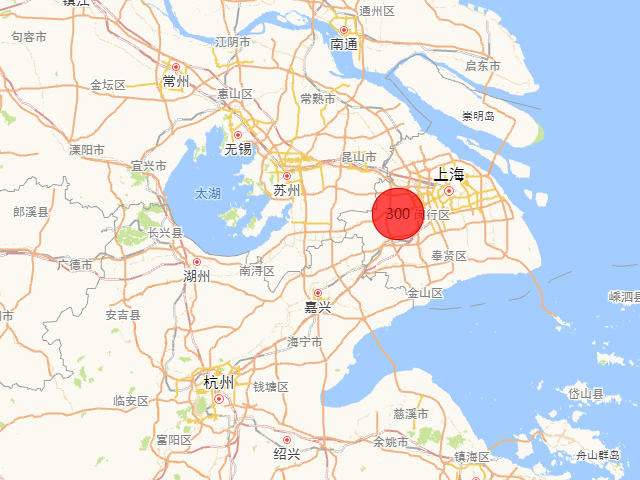 镇江
通州区
句容市
江阴市
南通
启东市
常州
金坛区
惠山区
常熟市
崇明岛
无锡
溧阳市
昆山市
宜兴市
上海
苏州
太湖
郎溪县
300
闵行区
长兴县
奉贤区
广德市
湖州
南浔区
金山区
嵊泗县
嘉兴
安吉县
海宁市
杭州
钱塘区
岱山县
临安区
慈溪市
富阳区
余姚市
绍兴
镇海区
舟山群岛